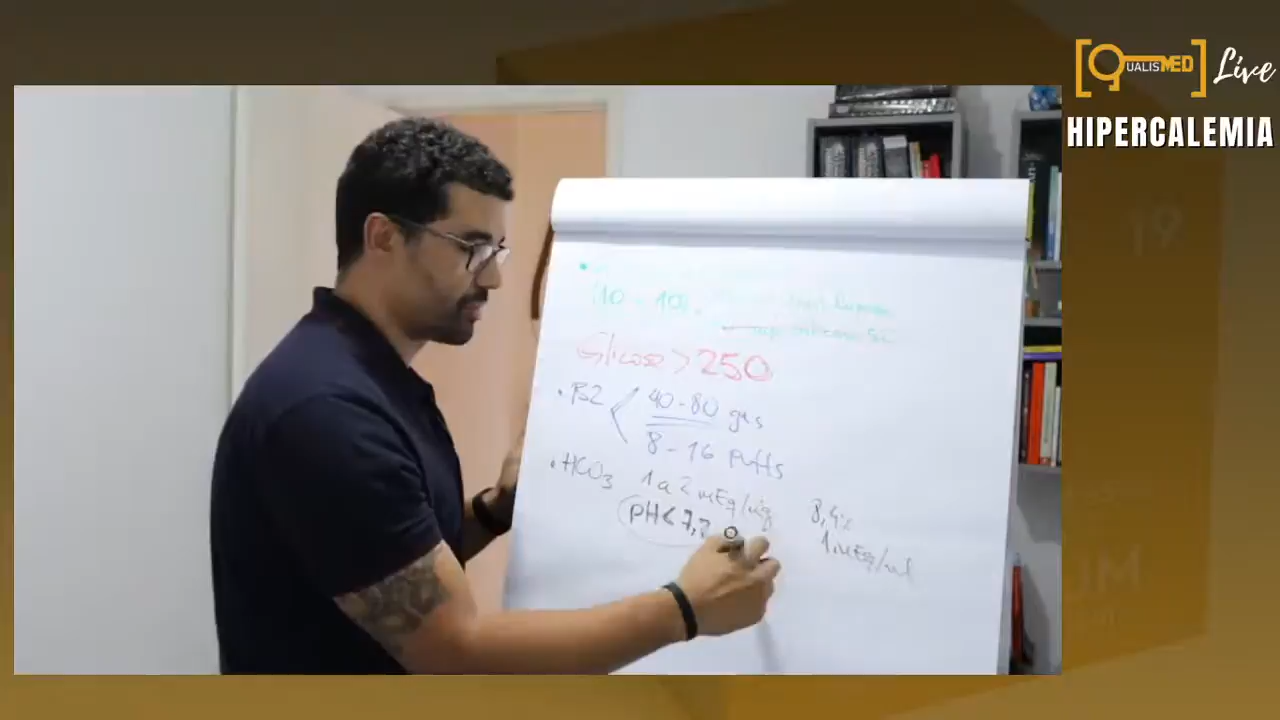 QUALISMED Live
HIPERCALEMIA
(10 - 10).
Glicose > 250
• B2 < 40 - 80 gts
8 - 16 puffs
• HCO3 1 a 2 mEq/kg 8,4%
PH < 7,2 1 mEq/ml